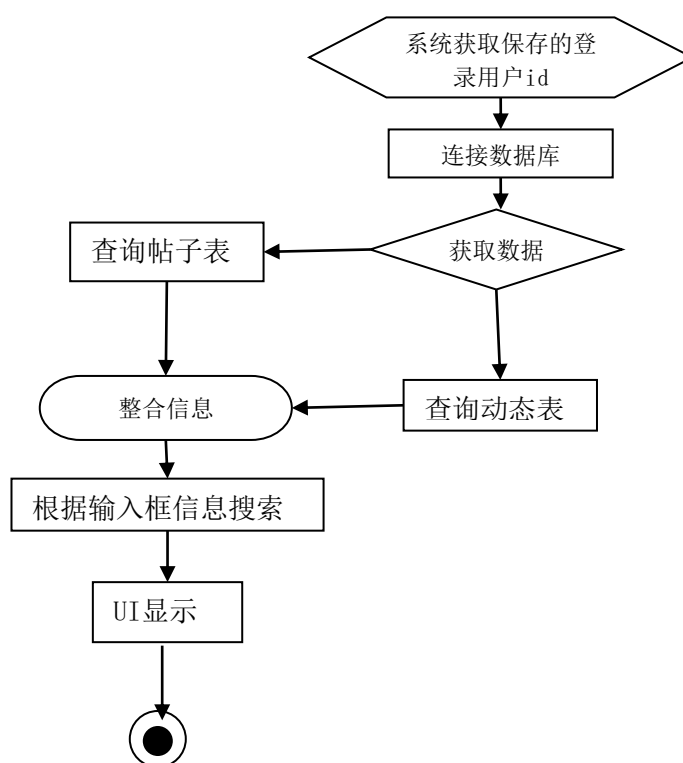 系统获取保存的登
录用户id
连接数据库
获取数据
查询帖子表
查询动态表
整合信息
根据输入框信息搜索
UI显示